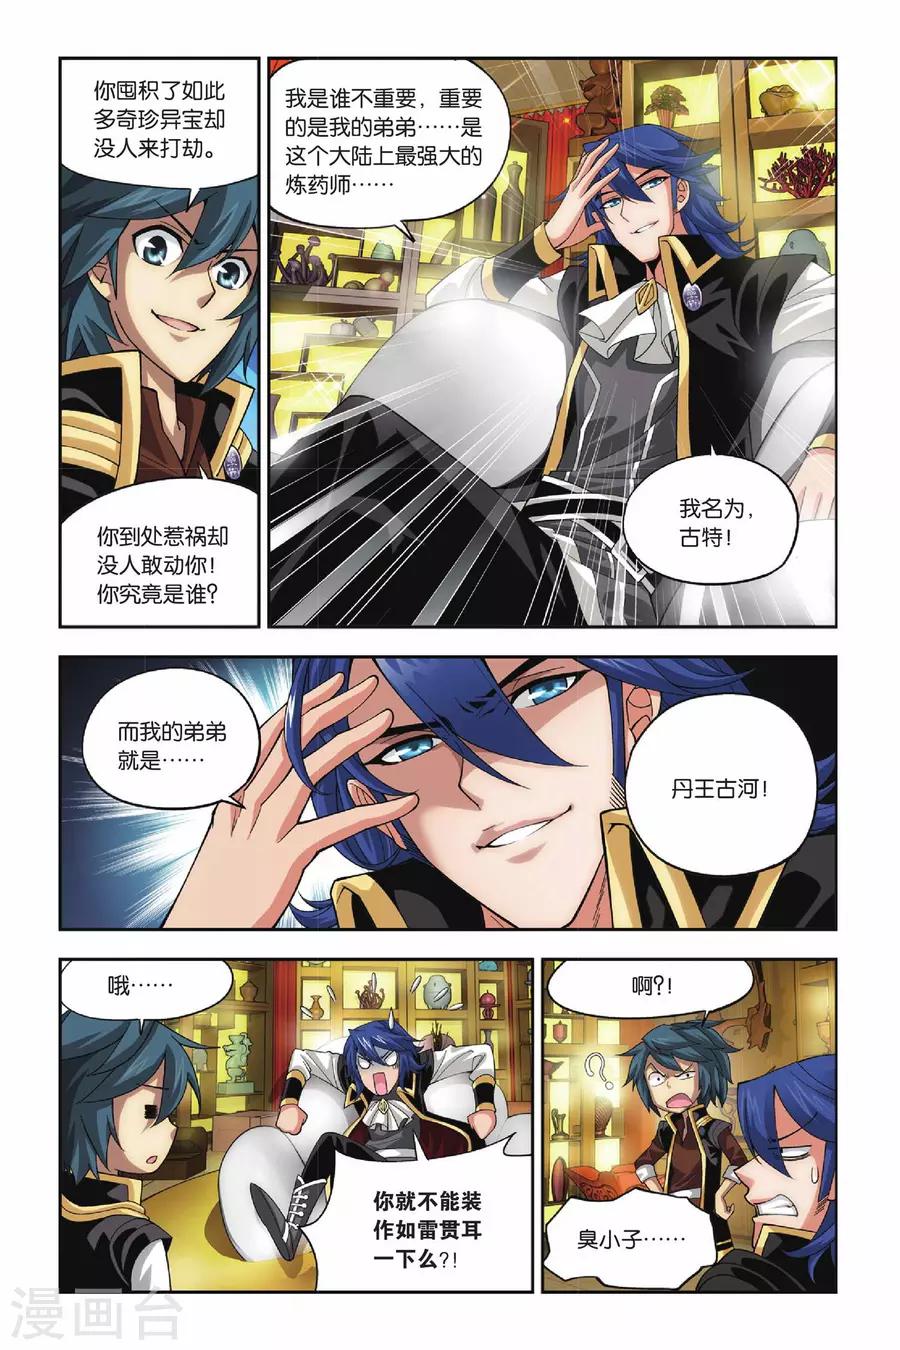 你囤积了如此
多奇珍异宝却
没人来打劫。
你到处惹祸却
没人敢动你！
你究竟是谁？
我是谁不重要，重要
的是我的弟弟……是
这个大陆上最强大的
炼药师……
我名为，
古特！
而我的弟弟
就是……
丹王古河！
哦……
你就不能装
作如雷贯耳
一下么?!
啊?!
臭小子……
漫画台